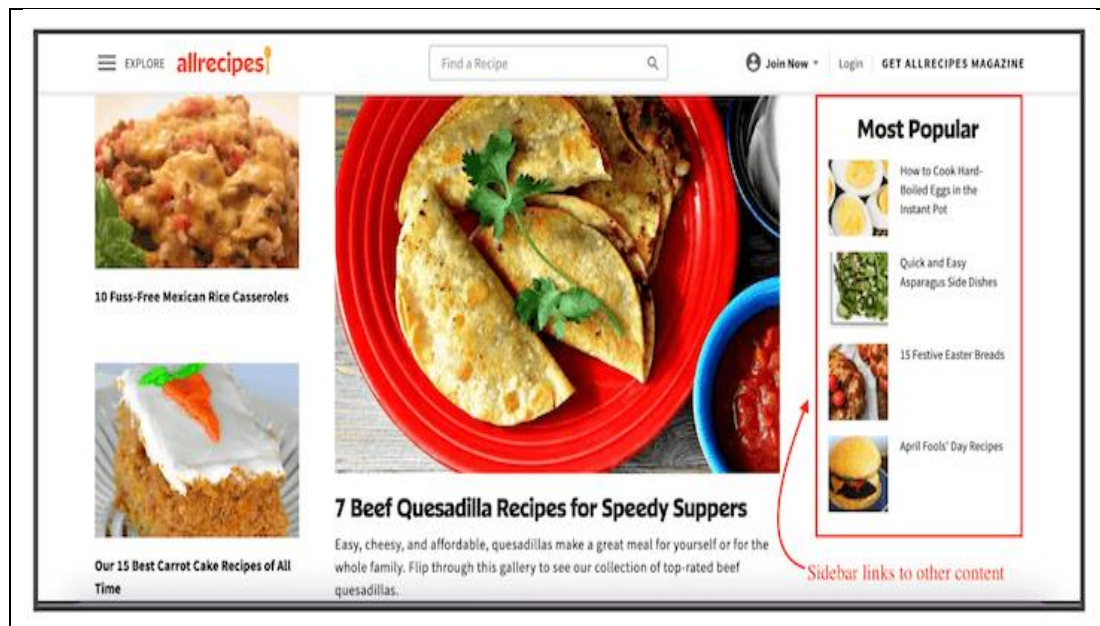 EXPLORE allrecipes
Find a Recipe
Join Now
Login
GET ALLRECIPES MAGAZINE
10 Fuss-Free Mexican Rice Casseroles
Our 15 Best Carrot Cake Recipes of All
Time
7 Beef Quesadilla Recipes for Speedy Suppers
Easy, cheesy, and affordable, quesadillas make a great meal for yourself or for the
whole family. Flip through this gallery to see our collection of top-rated beef
quesadillas.
Most Popular
How to Cook Hard-
Boiled Eggs in the
Instant Pot
Quick and Easy
Asparagus Side Dishes
15 Festive Easter Breads
April Fools' Day Recipes
Sidebar links to other content